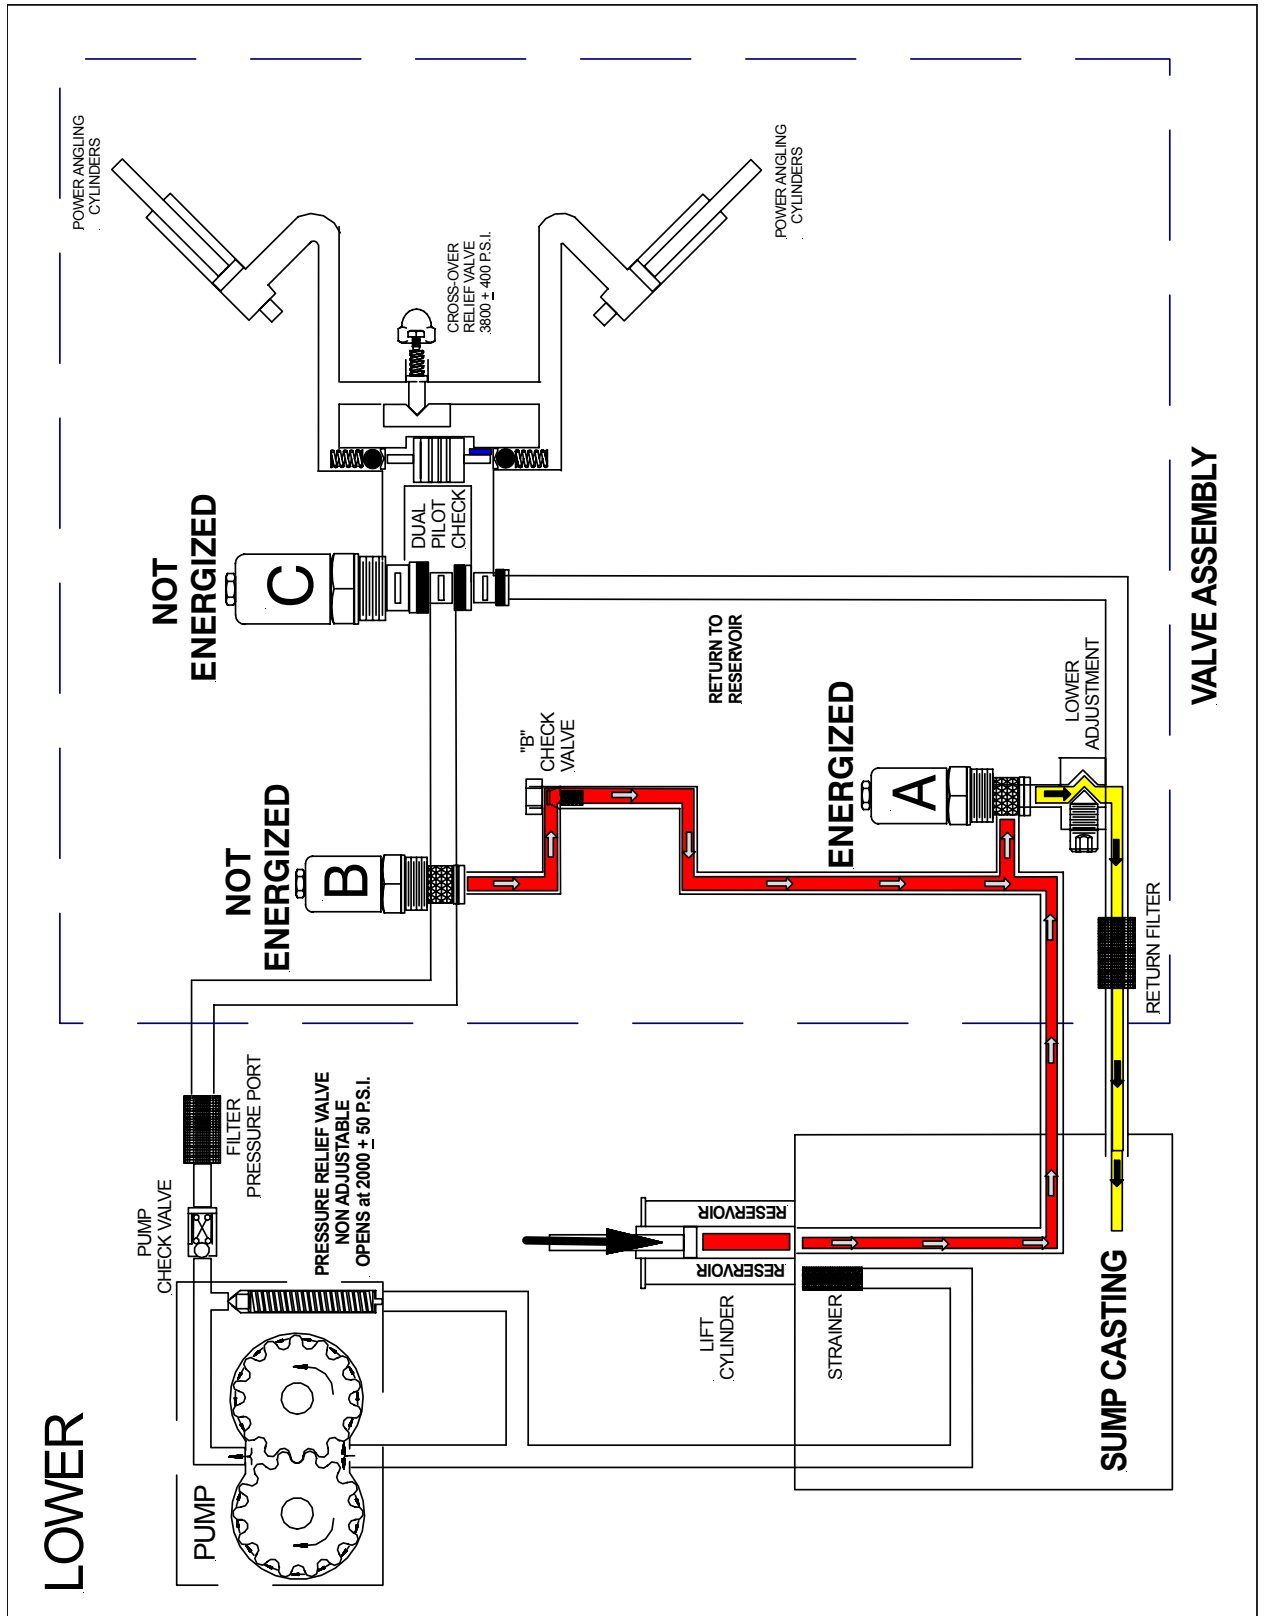 LOWER
PUMP
PUMP
CHECK VALVE
FILTER
PRESSURE PORT
PRESSURE RELIEF VALVE
NON ADJUSTABLE
OPENS at 2000 ± 50 P.S.I.
LIFT
CYLINDER
RESERVOIR
RESERVOIR
STRAINER
SUMP CASTING
NOT
ENERGIZED
B
"B"
CHECK
VALVE
NOT
ENERGIZED
C
DUAL
PILOT
CHECK
POWER ANGLING
CYLINDERS
CROSS-OVER
RELIEF VALVE
3800 ± 400 P.S.I.
POWER ANGLING
CYLINDERS
RETURN TO
RESERVOIR
ENERGIZED
A
LOWER
ADJUSTMENT
RETURN FILTER
VALVE ASSEMBLY